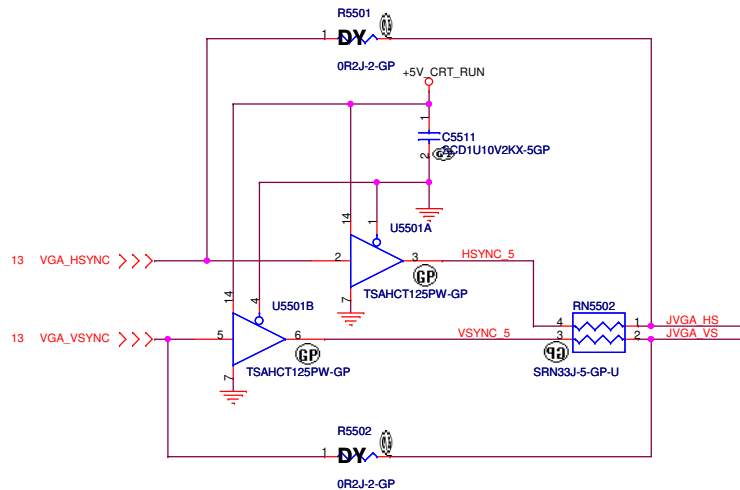 R5501
1 DY
0R2J-2-GP
+5V_CRT_RUN
1
C5511
SCD1U10V2KX-5GP
2
14
1
U5501A
13 VGA_HSYNC
2
3
HSYNC_5
GP
TSAHCT125PW-GP
7
14
4
U5501B
RN5502
4
1
JVGA_HS
13 VGA_VSYNC
5
6
VSYNC_5
3
2
JVGA_VS
GP
GP
TSAHCT125PW-GP
SRN33J-5-GP-U
7
R5502
1 DY
0R2J-2-GP